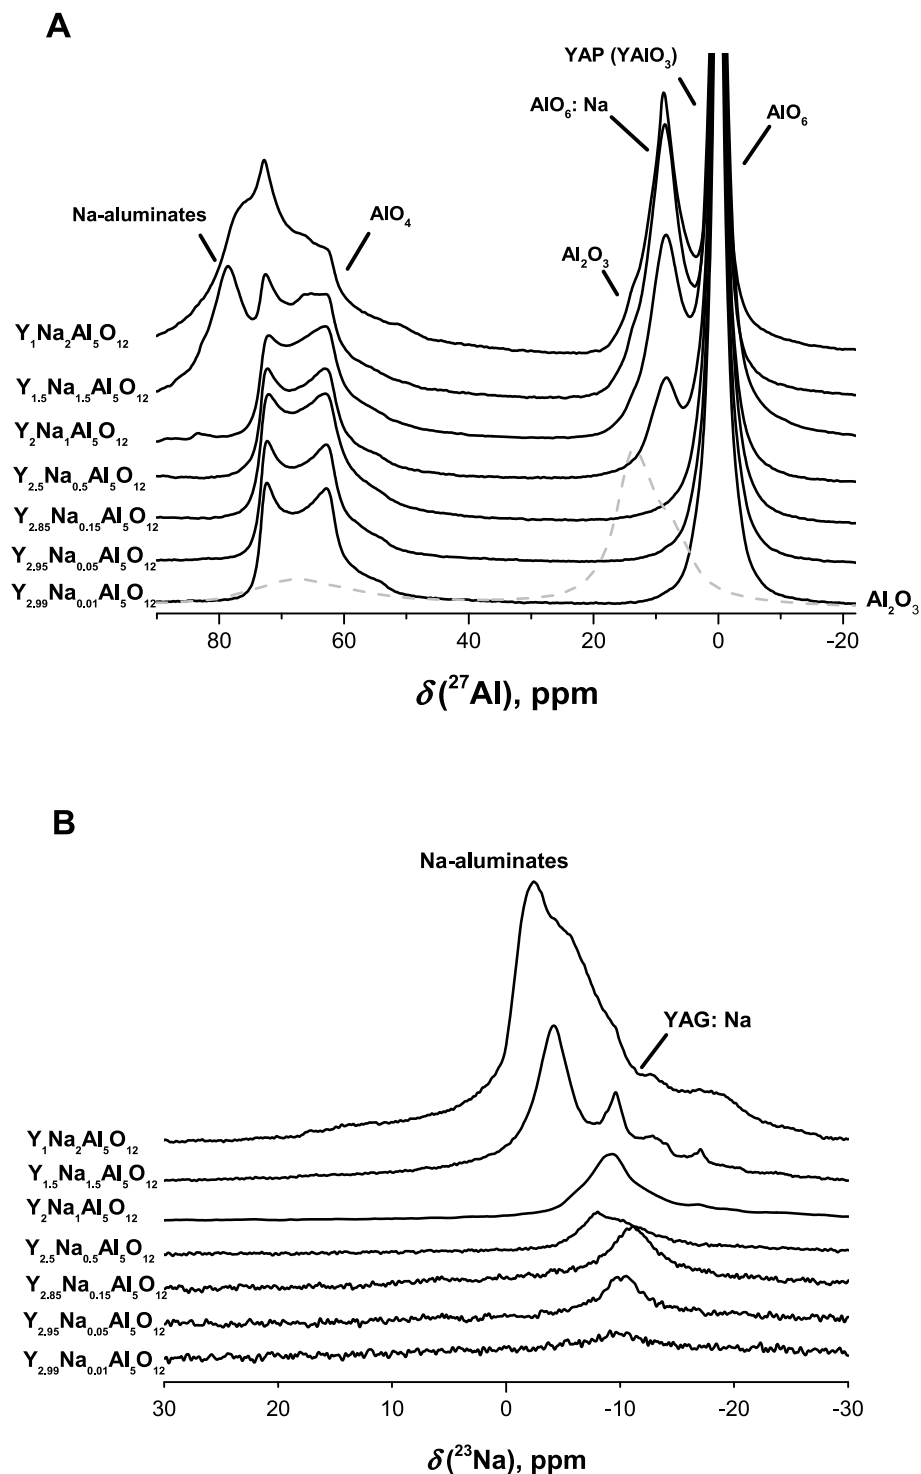 A
YAP (YAlO₃)
AlO₆: Na
AlO₆
Na-aluminates
AlO₄
Al₂O₃
Y₁Na₂Al₅O₁₂
Y₁.₅Na₁.₅Al₅O₁₂
Y₂Na₁Al₅O₁₂
Y₂.₅Na₀.₅Al₅O₁₂
Y₂.₈₅Na₀.₁₅Al₅O₁₂
Y₂.₉₅Na₀.₀₅Al₅O₁₂
Y₂.₉₉Na₀.₀₁Al₅O₁₂
Al₂O₃
80 60 40 20 0 -20
δ(²⁷Al), ppm
B
Na-aluminates
YAG: Na
Y₁Na₂Al₅O₁₂
Y₁.₅Na₁.₅Al₅O₁₂
Y₂Na₁Al₅O₁₂
Y₂.₅Na₀.₅Al₅O₁₂
Y₂.₈₅Na₀.₁₅Al₅O₁₂
Y₂.₉₅Na₀.₀₅Al₅O₁₂
Y₂.₉₉Na₀.₀₁Al₅O₁₂
30 20 10 0 -10 -20 -30
δ(²³Na), ppm